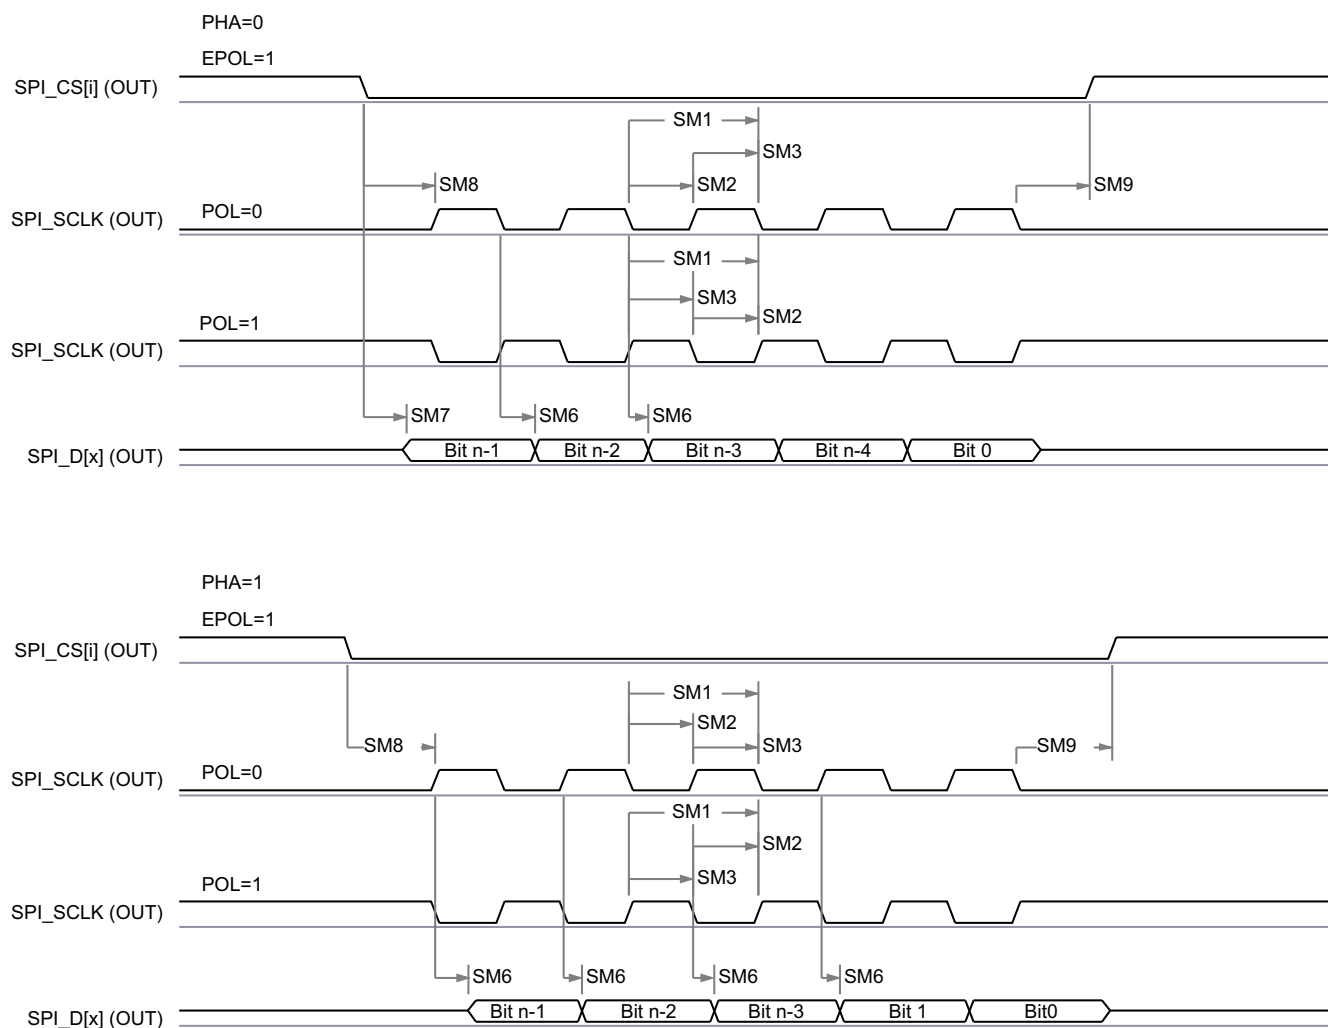 PHA=0
EPOL=1
SPI_CS[i] (OUT)
SM1
SM3
SM8
SM2
SM9
POL=0
SPI_SCLK (OUT)
SM1
SM3
SM2
POL=1
SPI_SCLK (OUT)
SM7
SM6
SM6
SPI_D[x] (OUT)
Bit n-1
Bit n-2
Bit n-3
Bit n-4
Bit 0
PHA=1
EPOL=1
SPI_CS[i] (OUT)
SM1
SM2
SM8
SM3
SM9
POL=0
SPI_SCLK (OUT)
SM1
SM2
SM3
POL=1
SPI_SCLK (OUT)
SM6
SM6
SM6
SM6
SPI_D[x] (OUT)
Bit n-1
Bit n-2
Bit n-3
Bit 1
Bit0